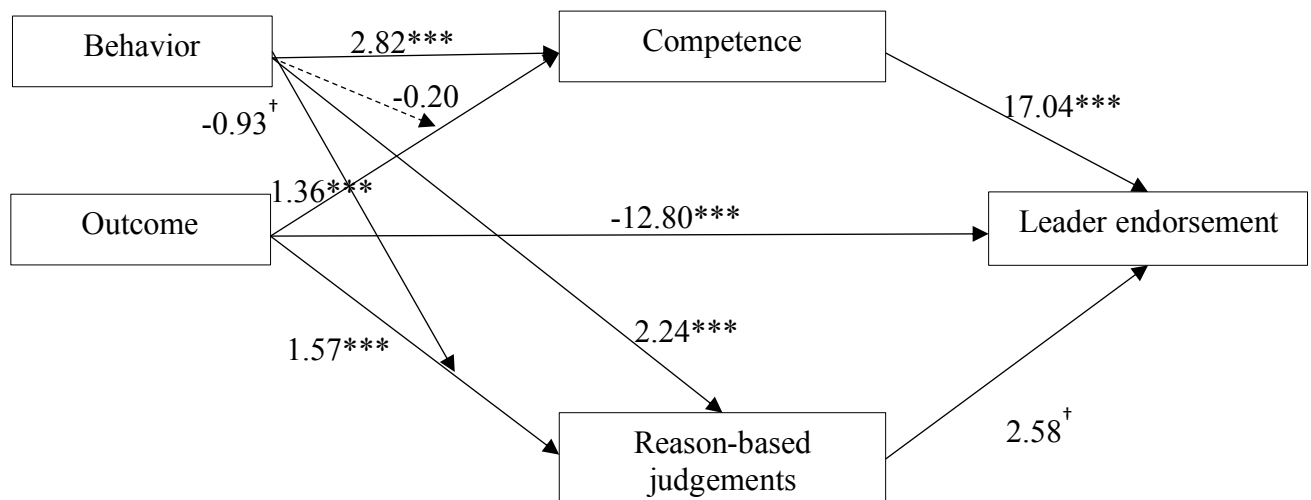 Behavior
2.82***
Competence
-0.20
-0.93†
17.04***
Outcome
1.36***
-12.80***
Leader endorsement
1.57***
2.24***
2.58†
Reason-based
judgements